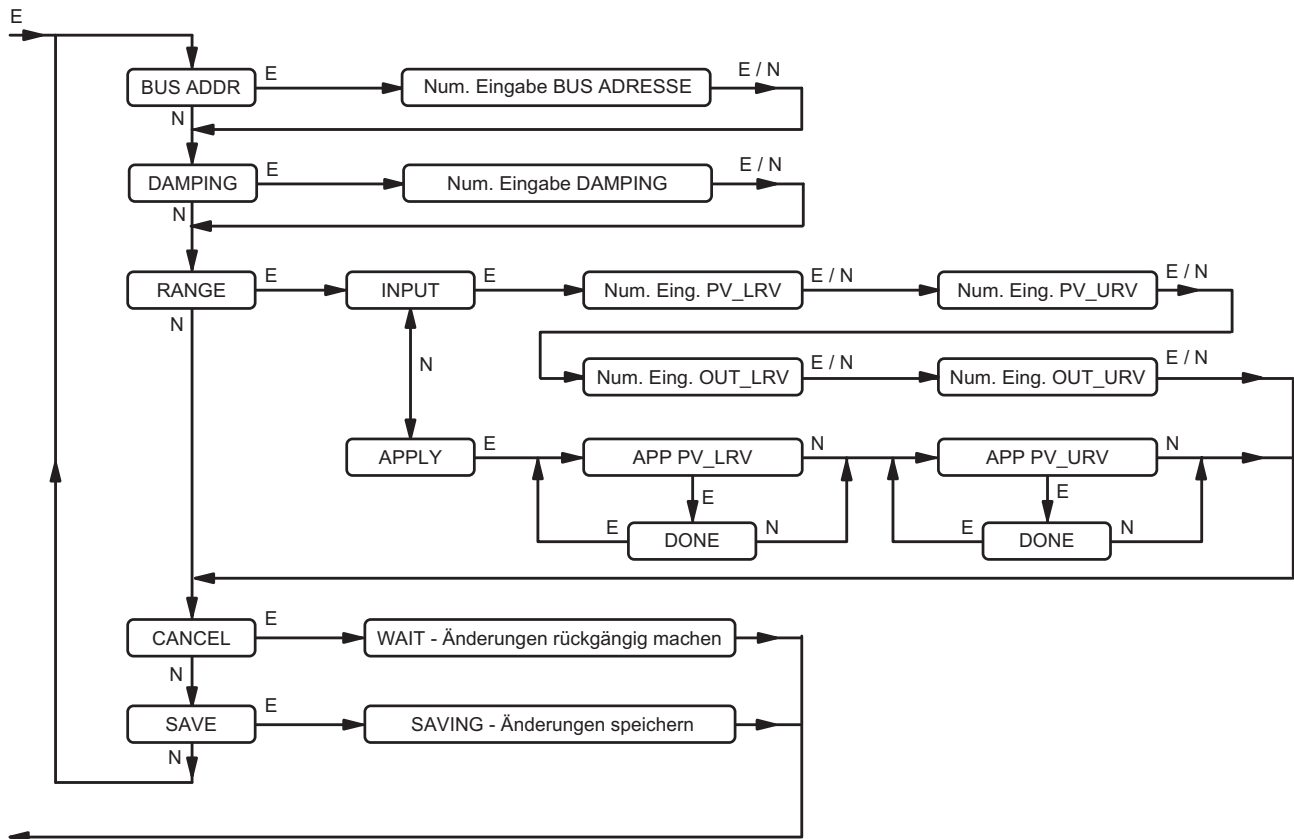 E
BUS ADDR
E
Num. Eingabe BUS ADRESSE
E / N
N
DAMPING
E
Num. Eingabe DAMPING
E / N
N
RANGE
E
INPUT
E
Num. Eing. PV_LRV
E / N
Num. Eing. PV_URV
E / N
N
N
Num. Eing. OUT_LRV
E / N
Num. Eing. OUT_URV
E / N
APPLY
E
APP PV_LRV
N
APP PV_URV
N
E
E
E
DONE
N
E
DONE
N
CANCEL
E
WAIT - Änderungen rückgängig machen
N
SAVE
E
SAVING - Änderungen speichern
N